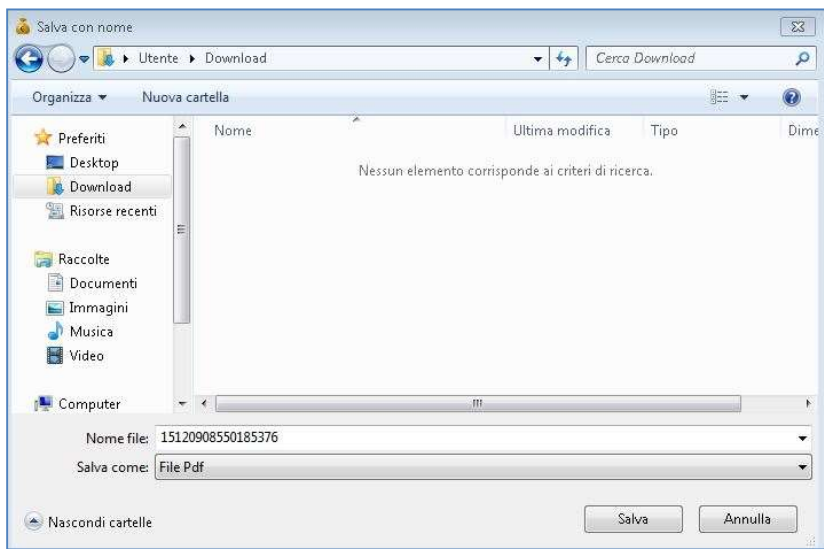 Salva con nome
Utente Download
Cerca Download
Organizza Nuova cartella
Nome Ultima modifica Tipo Dime
Nessun elemento corrisponde ai criteri di ricerca.
Preferiti
Desktop
Download
Risorse recenti
Raccolte
Documenti
Immagini
Musica
Video
Computer
Nome file: 15120908550185376
Salva come: File Pdf
Nascondi cartelle
Salva Annulla